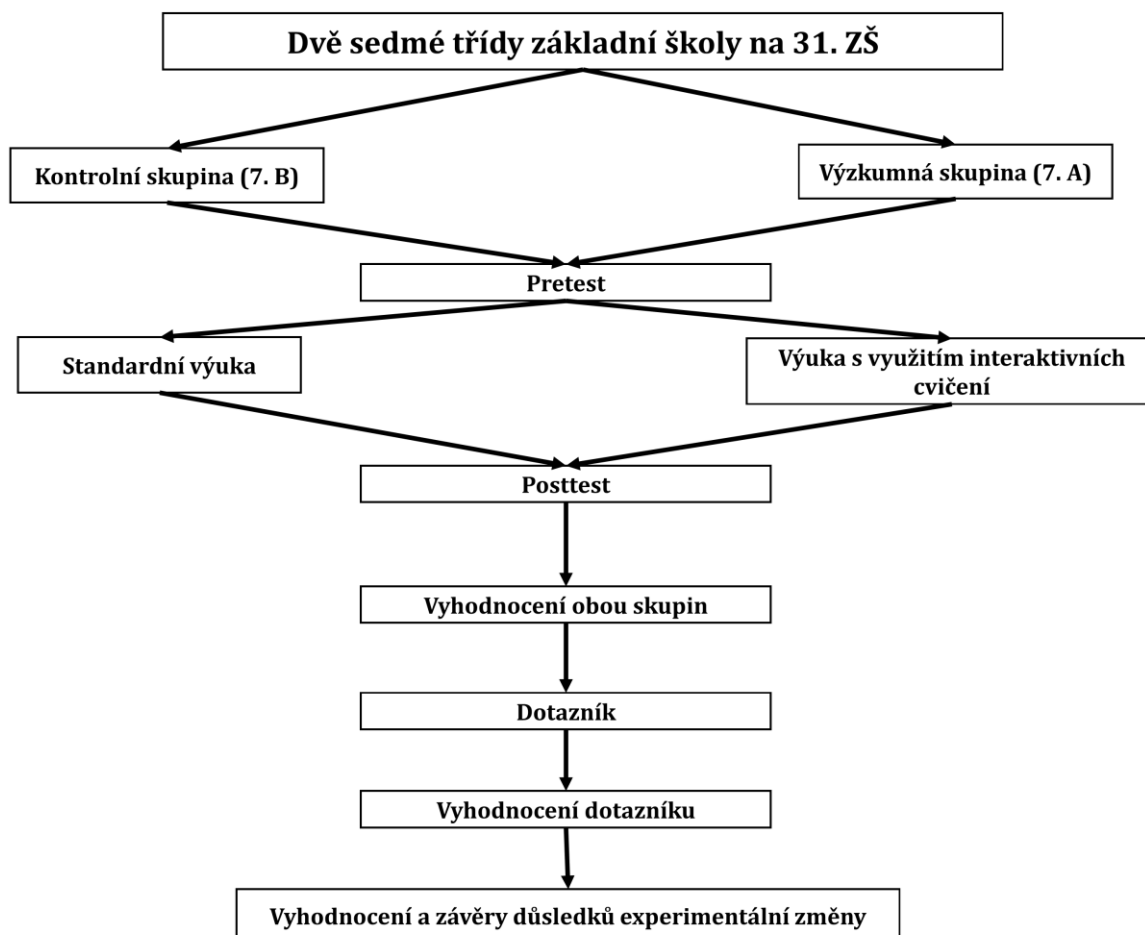 Dvě sedmé třídy základní školy na 31. ZŠ
Kontrolní skupina (7. B)
Výzkumná skupina (7. A)
Pretest
Standardní výuka
Výuka s využitím interaktivních
cvičení
Posttest
Vyhodnocení obou skupin
Dotazník
Vyhodnocení dotazníku
Vyhodnocení a závěry důsledků experimentální změny